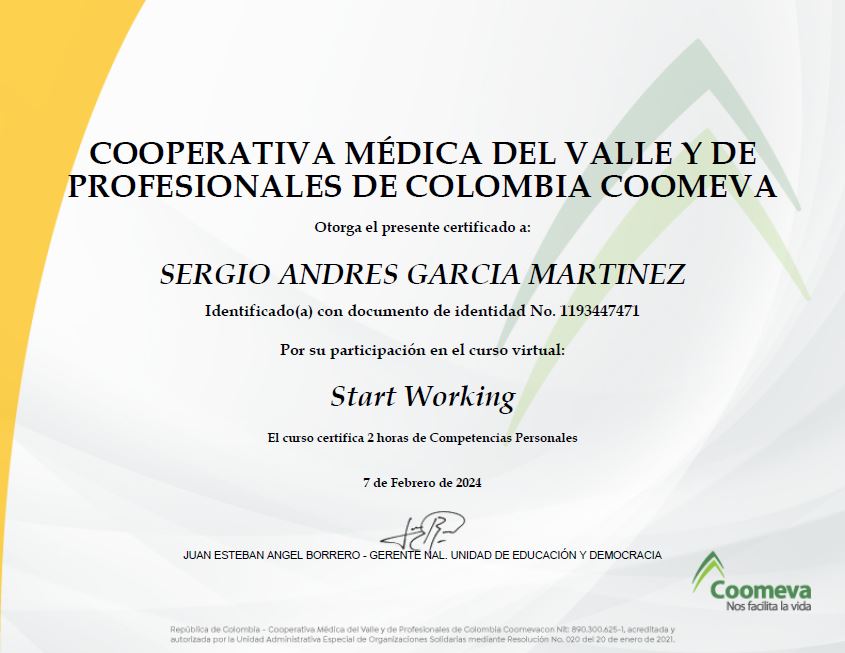 COOPERATIVA MÉDICA DEL VALLE Y DE
PROFESIONALES DE COLOMBIA COOMEVA
Otorga el presente certificado a:
SERGIO ANDRES GARCIA MARTINEZ
Identificado(a) con documento de identidad No. 1193447471
Por su participación en el curso virtual:
Start Working
El curso certifica 2 horas de Competencias Personales
7 de Febrero de 2024
JUAN ESTEBAN ANGEL BORRERO - GERENTE NAL. UNIDAD DE EDUCACIÓN Y DEMOCRACIA
Coomeva
Nos facilita la vida
República de Colombia - Cooperativa Médica del Valle y de Profesionales de Colombia Coomevacon Nit: 890.300.625-1, acreditada y
autorizada por la Unidad Administrativa Especial de Organizaciones Solidarias mediante Resolución No. 020 del 20 de enero de 2021.